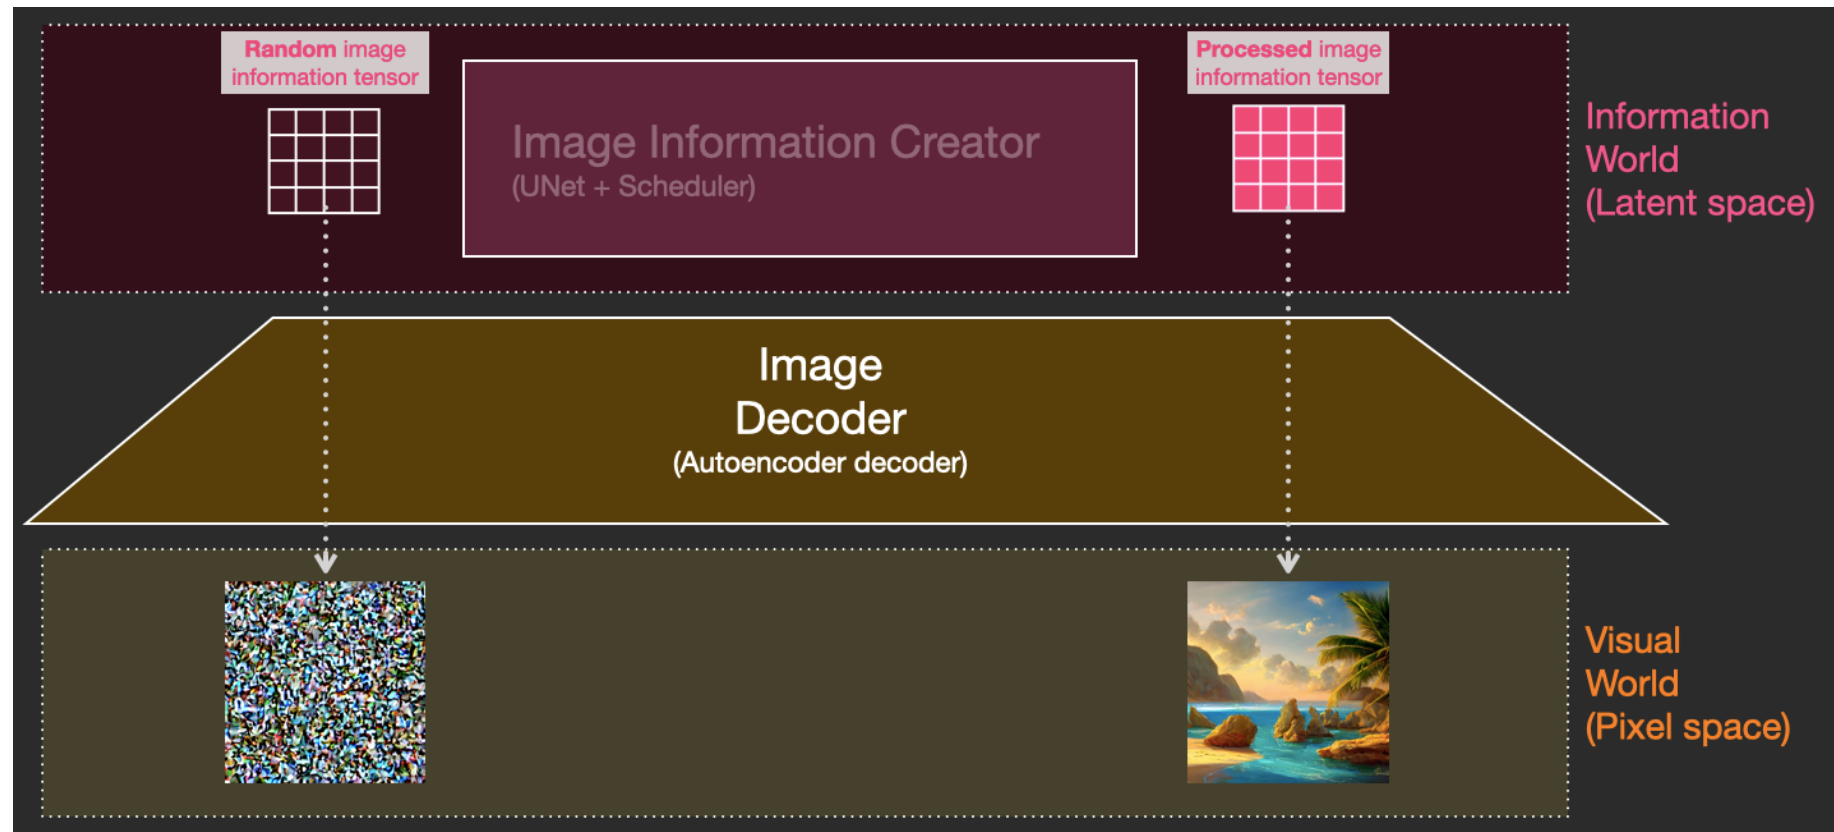 Random image
information tensor
Image Information Creator
(UNet + Scheduler)
Processed image
information tensor
Information
World
(Latent space)
Image
Decoder
(Autoencoder decoder)
Visual
World
(Pixel space)